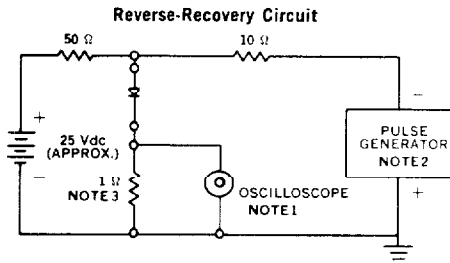 Reverse-Recovery Circuit
50 Ω
10 Ω
+
25 Vdc
(APPROX.)
−
1 Ω
NOTE 3
OSCILLOSCOPE
NOTE 1
−
PULSE
GENERATOR
NOTE 2
+